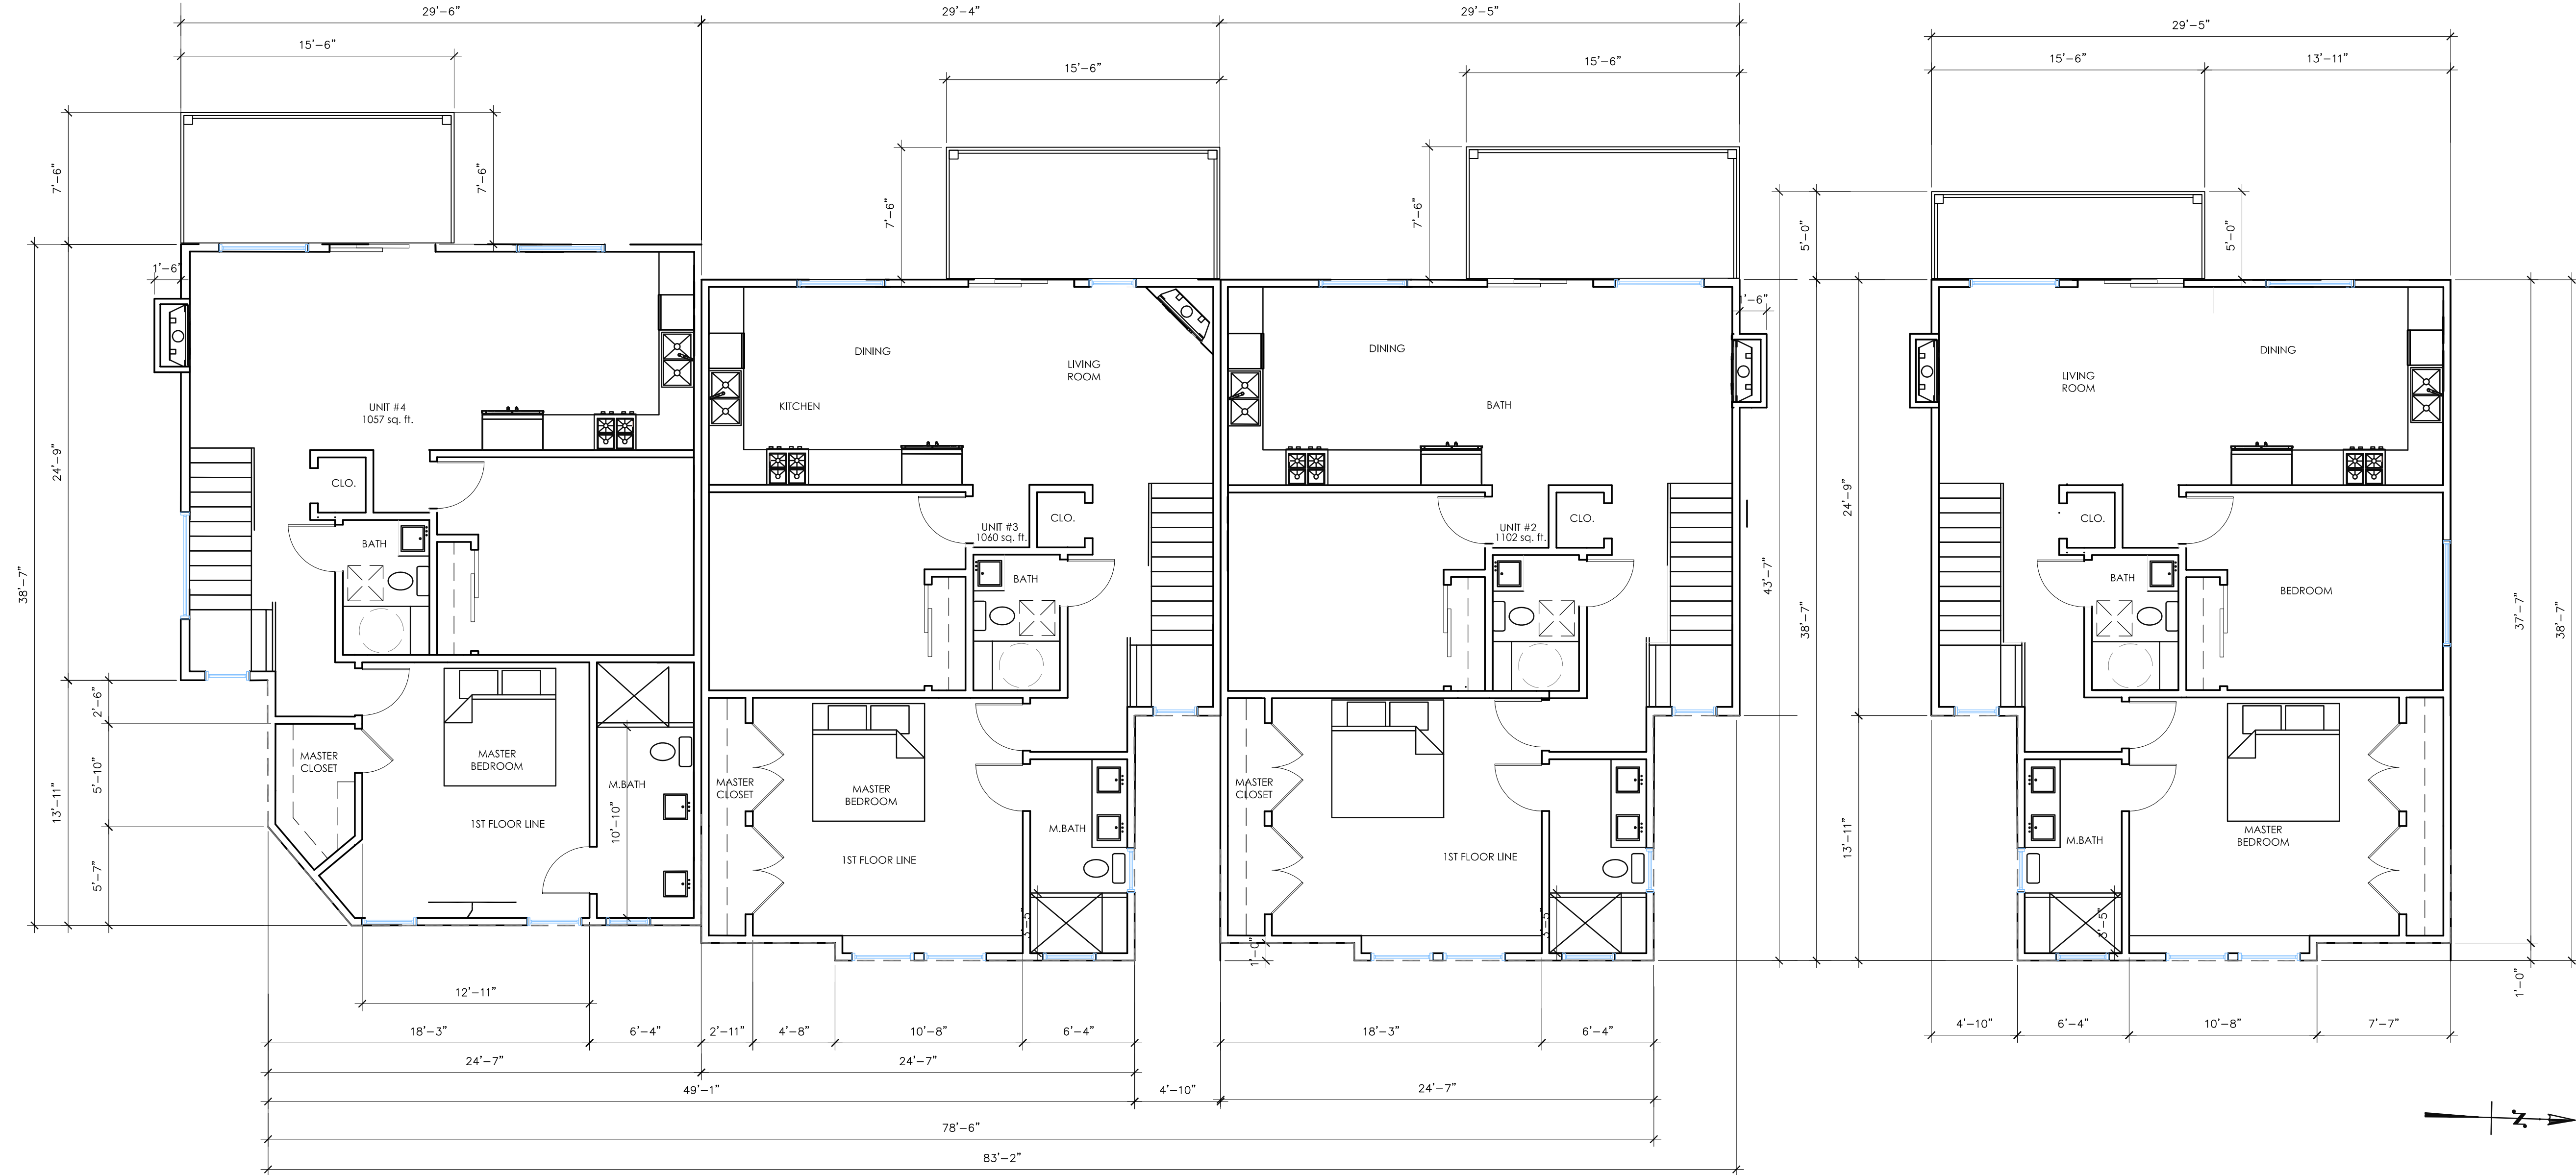 29'-6"
29'-4"
29'-5"
29'-5"
15'-6"
15'-6"
15'-6"
15'-6"
13'-11"
7'-6"
7'-6"
7'-6"
7'-6"
5'-0"
5'-0"
1'-6"
UNIT #4
1057 sq. ft.
CLO.
BATH
MASTER
CLOSET
MASTER
BEDROOM
1ST FLOOR LINE
M.BATH
10'-10"
38'-7"
24'-9"
13'-11"
2'-6"
5'-10"
5'-7"
DINING
LIVING
ROOM
KITCHEN
UNIT #3
1060 sq. ft.
CLO.
BATH
MASTER
CLOSET
MASTER
BEDROOM
1ST FLOOR LINE
M.BATH
DINING
BATH
UNIT #2
1102 sq. ft.
CLO.
BATH
MASTER
CLOSET
1ST FLOOR LINE
M.BATH
1'-0"
43'-7"
38'-7"
24'-9"
13'-11"
LIVING
ROOM
DINING
CLO.
BATH
BEDROOM
M.BATH
MASTER
BEDROOM
37'-7"
38'-7"
1'-0"
12'-11"
18'-3"
6'-4"
2'-11"
4'-8"
10'-8"
6'-4"
18'-3"
6'-4"
4'-10"
6'-4"
10'-8"
7'-7"
24'-7"
24'-7"
49'-1"
4'-10"
24'-7"
78'-6"
83'-2"
N